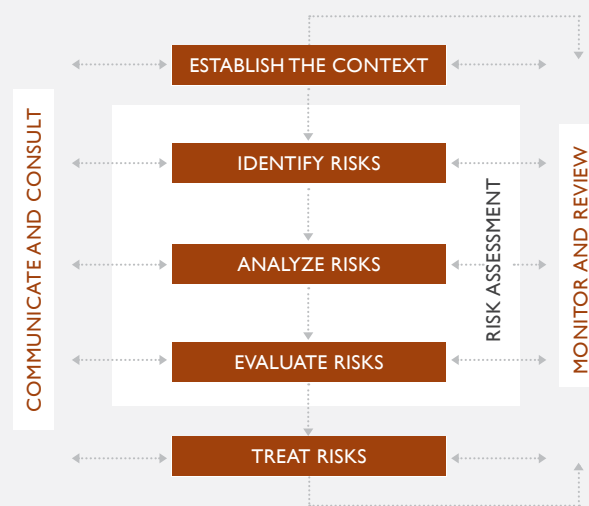 ESTABLISH THE CONTEXT
COMMUNICATE AND CONSULT
IDENTIFY RISKS
ANALYZE RISKS
EVALUATE RISKS
RISK ASSESSMENT
MONITOR AND REVIEW
TREAT RISKS